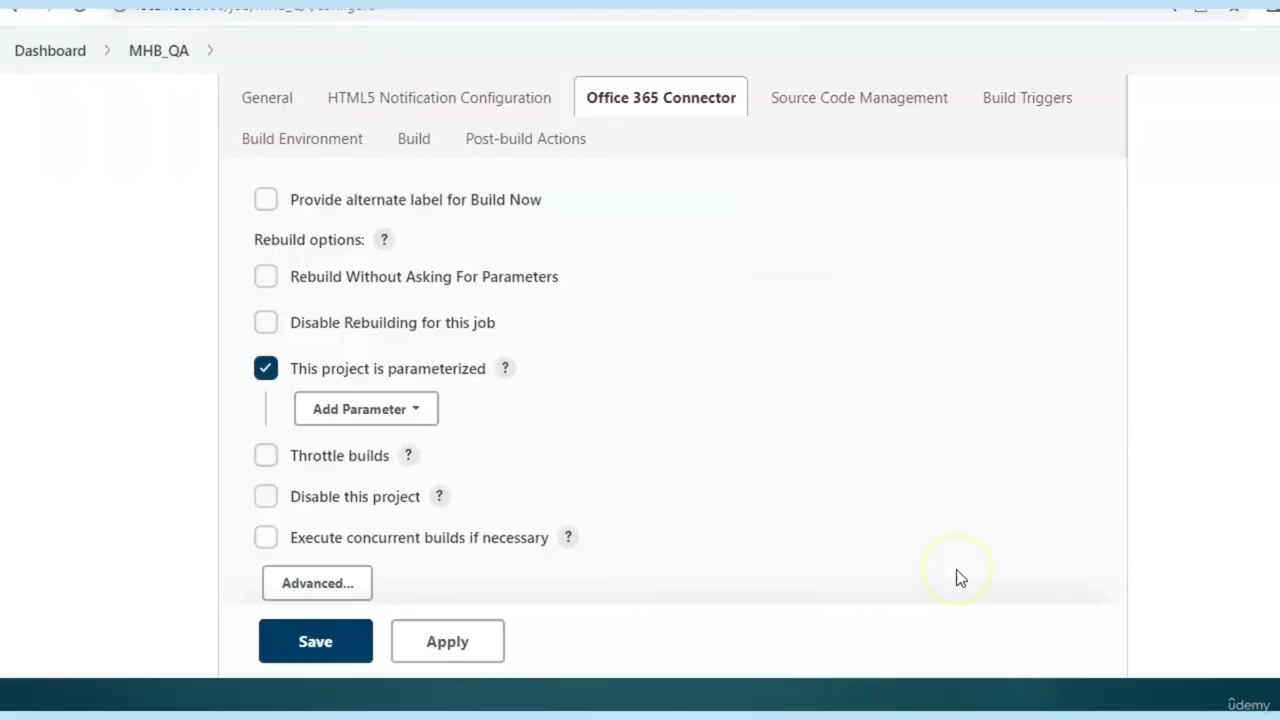 Dashboard > MHB_QA >
General HTML5 Notification Configuration Office 365 Connector Source Code Management Build Triggers
Build Environment Build Post-build Actions
Provide alternate label for Build Now
Rebuild options: ?
Rebuild Without Asking For Parameters
Disable Rebuilding for this job
This project is parameterized ?
Add Parameter
Throttle builds ?
Disable this project ?
Execute concurrent builds if necessary ?
Advanced...
Save Apply
ûdemy